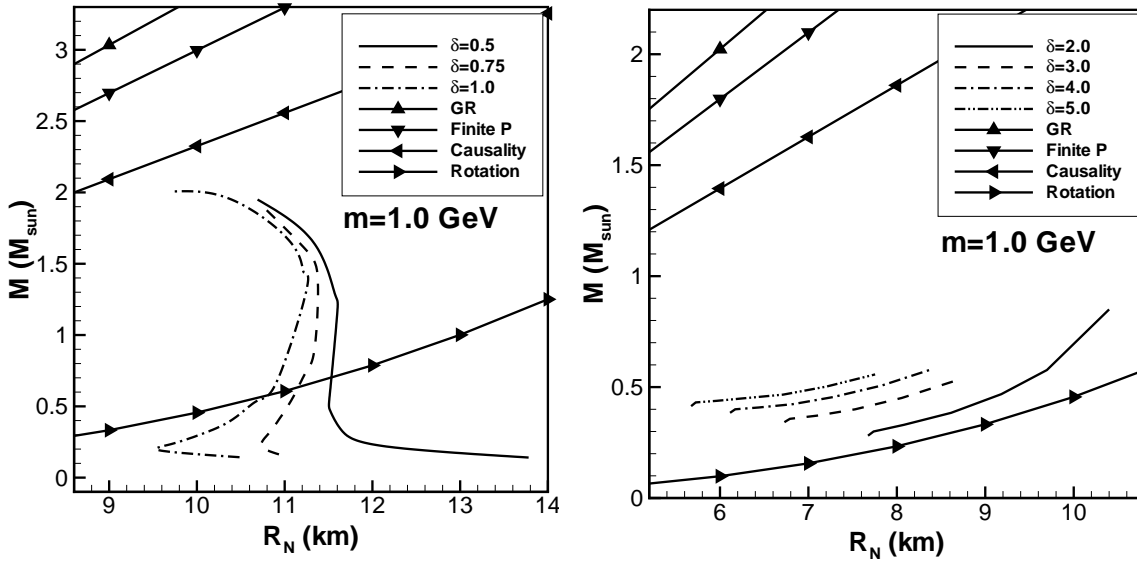 M (M_sun)
3
2.5
2
1.5
1
0.5
0
9
10
11
12
13
14
R_N (km)
δ=0.5
δ=0.75
δ=1.0
GR
Finite P
Causality
Rotation
m=1.0 GeV
M (M_sun)
2
1.5
1
0.5
0
6
7
8
9
10
R_N (km)
δ=2.0
δ=3.0
δ=4.0
δ=5.0
GR
Finite P
Causality
Rotation
m=1.0 GeV